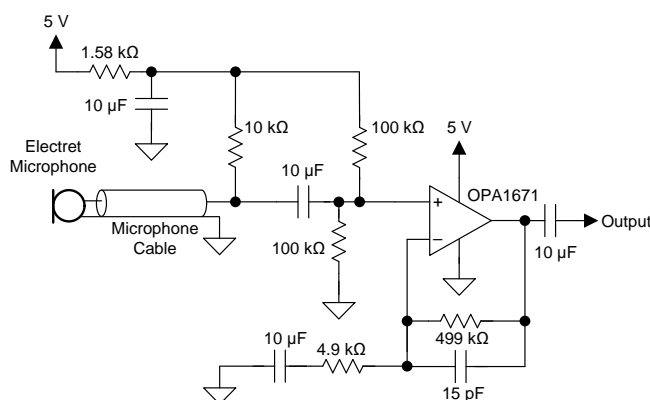 5 V
1.58 kΩ
10 µF
10 kΩ
100 kΩ
5 V
Electret
Microphone
10 µF
OPA1671
+
Microphone
Cable
−
Output
100 kΩ
10 µF
499 kΩ
10 µF
4.9 kΩ
15 pF